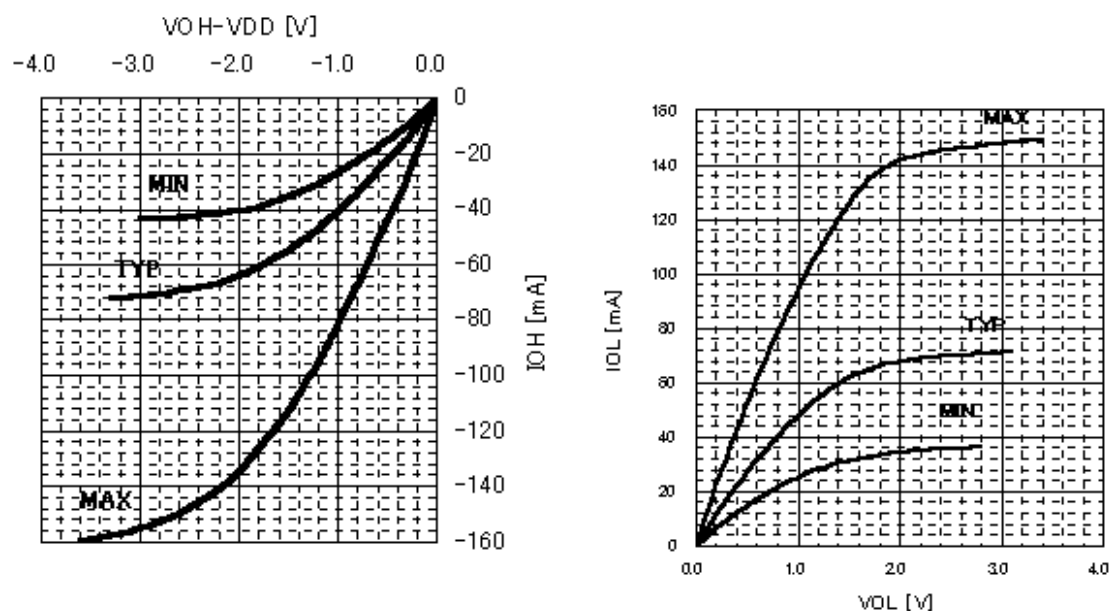 VOH-VDD [V]
-4.0 -3.0 -2.0 -1.0 0.0
0
-20
MIN
-40
TYP
-60
-80
-100
-120
MAX
-140
-160
IOH [mA]
160
MAX
140
120
100
80
TYP
60
MIN
40
20
0
IOL [mA]
0.0 1.0 2.0 3.0 4.0
VOL [V]